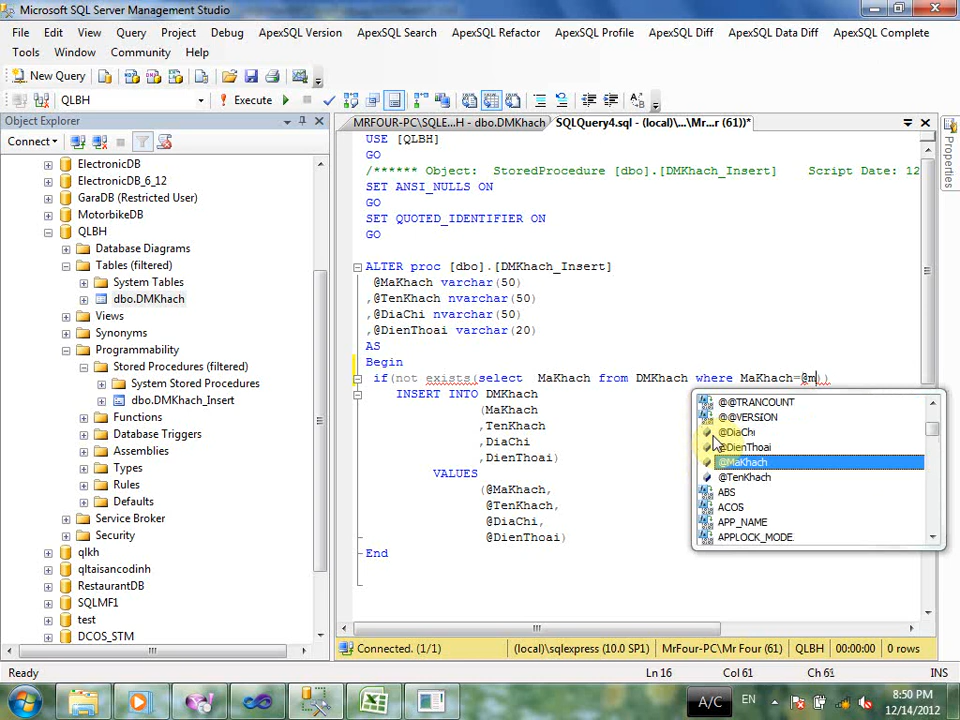 Microsoft SQL Server Management Studio
File Edit View Query Project Debug ApexSQL Version ApexSQL Search ApexSQL Refactor ApexSQL Profile ApexSQL Diff ApexSQL Data Diff ApexSQL Complete
Tools Window Community Help
New Query
QLBH Execute
Object Explorer
Connect
ElectronicDB
ElectronicDB_6_12
GaraDB (Restricted User)
MotorbikeDB
QLBH
Database Diagrams
Tables (filtered)
System Tables
dbo.DMKhach
Views
Synonyms
Programmability
Stored Procedures (filtered)
System Stored Procedures
dbo.DMKhach_Insert
Functions
Database Triggers
Assemblies
Types
Rules
Defaults
Service Broker
Security
qlkh
qltaisancodinh
RestaurantDB
SQLMF1
test
DCOS_STM
MRFOUR-PC\SQLE...H - dbo.DMKhach SQLQuery4.sql - (local)\...\Mr...r (61))*
USE [QLBH]
GO
/****** Object:  StoredProcedure [dbo].[DMKhach_Insert]    Script Date: 12
SET ANSI_NULLS ON
GO
SET QUOTED_IDENTIFIER ON
GO
ALTER proc [dbo].[DMKhach_Insert]
@MaKhach varchar(50)
,@TenKhach nvarchar(50)
,@DiaChi nvarchar(50)
,@DienThoai varchar(20)
AS
Begin
if(not exists(select  MaKhach from DMKhach where MaKhach=@m))
INSERT INTO DMKhach
(MaKhach
,TenKhach
,DiaChi
,DienThoai)
VALUES
(@MaKhach,
@TenKhach,
@DiaChi,
@DienThoai)
End
@@TRANCOUNT
@@VERSION
@DiaChi
@DienThoai
@MaKhach
@TenKhach
ABS
ACOS
APP_NAME
APPLOCK_MODE
Properties
Connected. (1/1) (local)\sqlexpress (10.0 SP1) MrFour-PC\Mr Four (61) QLBH 00:00:00 0 rows
Ready Ln 16 Col 61 Ch 61 INS
A/C EN 8:50 PM
12/14/2012